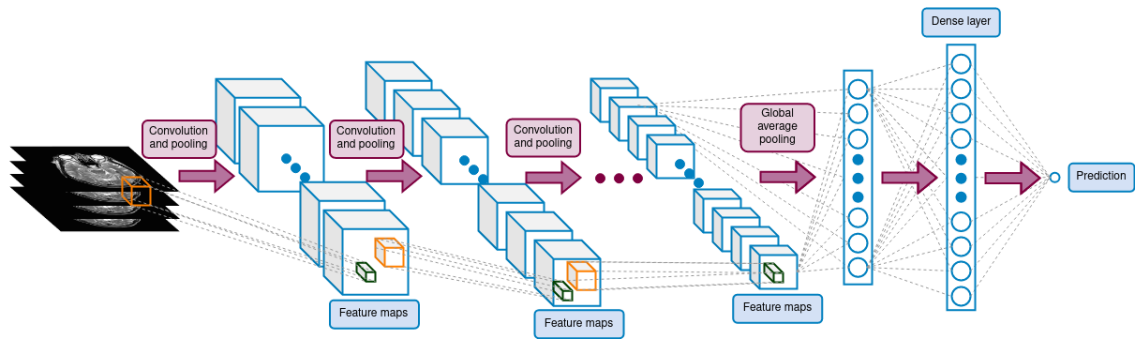 Dense layer
Convolution
and pooling
Convolution
and pooling
Convolution
and pooling
Global
average
pooling
Prediction
Feature maps
Feature maps
Feature maps